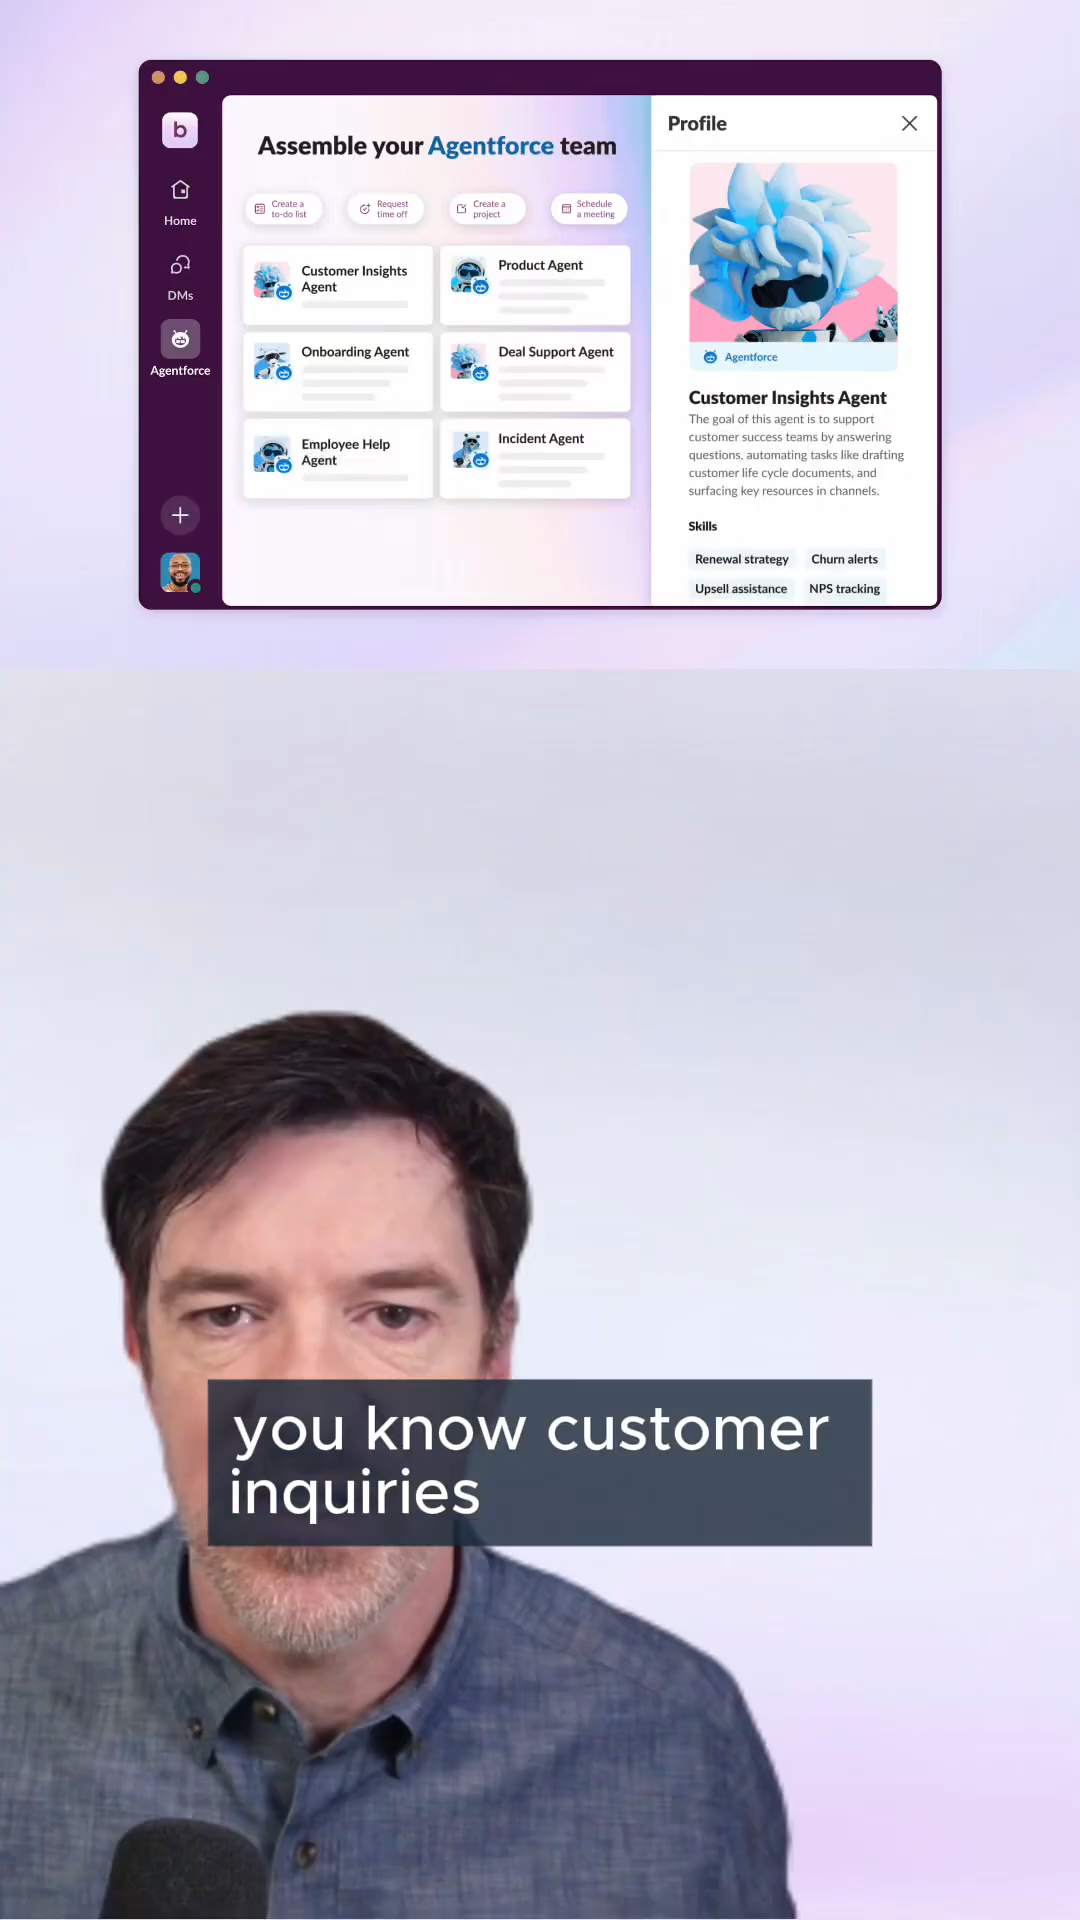 b
Home
DMs
Agentforce
Assemble your Agentforce team
Create a
to-do list
Request
time off
Create a
project
Schedule
a meeting
Customer Insights
Agent
Product Agent
Onboarding Agent
Deal Support Agent
Employee Help
Agent
Incident Agent
Profile
Agentforce
Customer Insights Agent
The goal of this agent is to support
customer success teams by answering
questions, automating tasks like drafting
customer life cycle documents, and
surfacing key resources in channels.
Skills
Renewal strategy Churn alerts
Upsell assistance NPS tracking
you know customer
inquiries